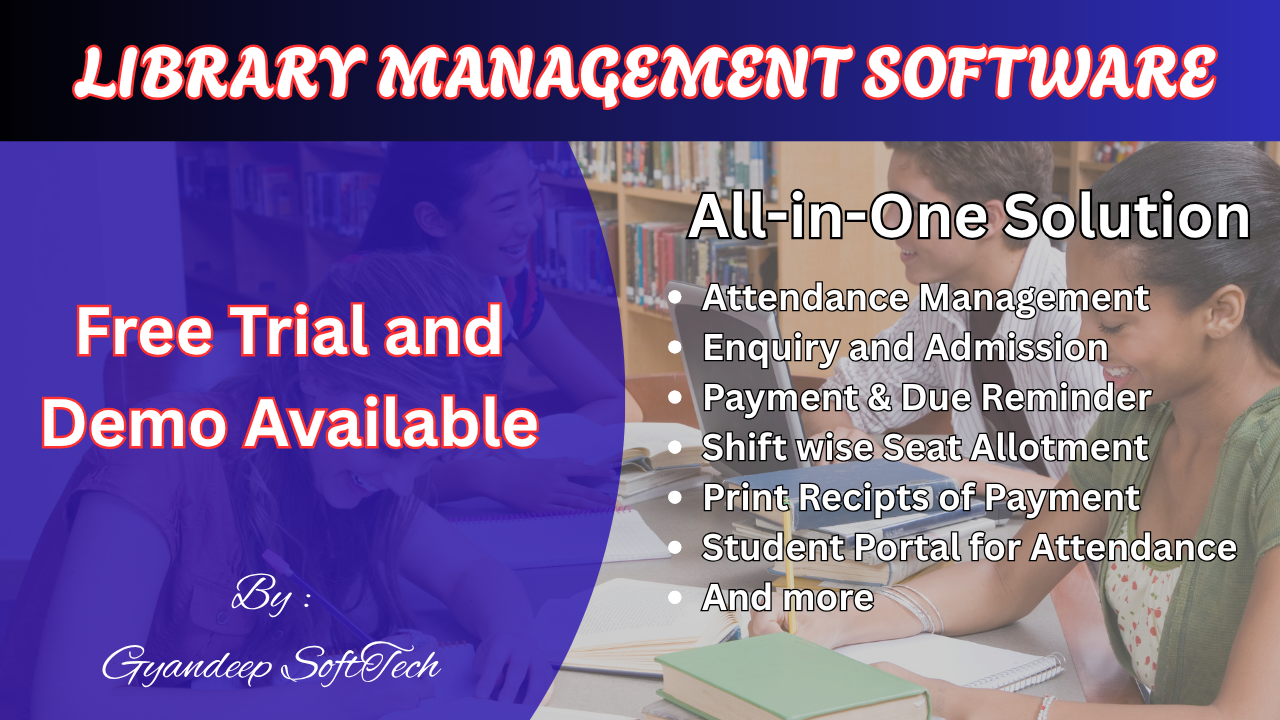 LIBRARY MANAGEMENT SOFTWARE
Free Trial and
Demo Available
By :
Gyandeep SoftTech
All-in-One Solution
• Attendance Management
• Enquiry and Admission
• Payment & Due Reminder
• Shift wise Seat Allotment
• Print Recipts of Payment
• Student Portal for Attendance
• And more